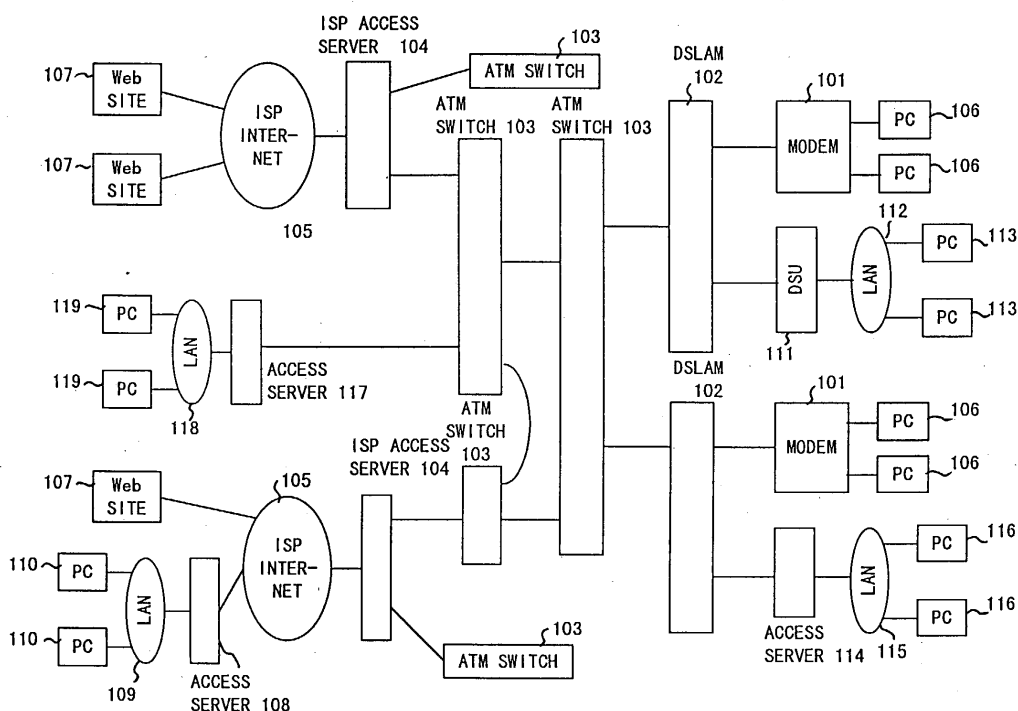 ISP ACCESS
SERVER 104
103
ATM SWITCH
DSLAM
102
107
Web
SITE
ISP
INTER-
NET
105
107
Web
SITE
ATM
SWITCH 103
ATM
SWITCH 103
101
MODEM
PC
106
PC
106
DSU
111
112
LAN
PC
113
PC
113
119
PC
119
PC
LAN
118
ACCESS
SERVER 117
ATM
SWITCH
103
ISP ACCESS
SERVER 104
DSLAM
102
101
MODEM
PC
106
PC
106
107
Web
SITE
105
ISP
INTER-
NET
110
PC
110
PC
LAN
109
ACCESS
SERVER 108
103
ATM SWITCH
ACCESS
SERVER 114
LAN
115
PC
116
PC
116